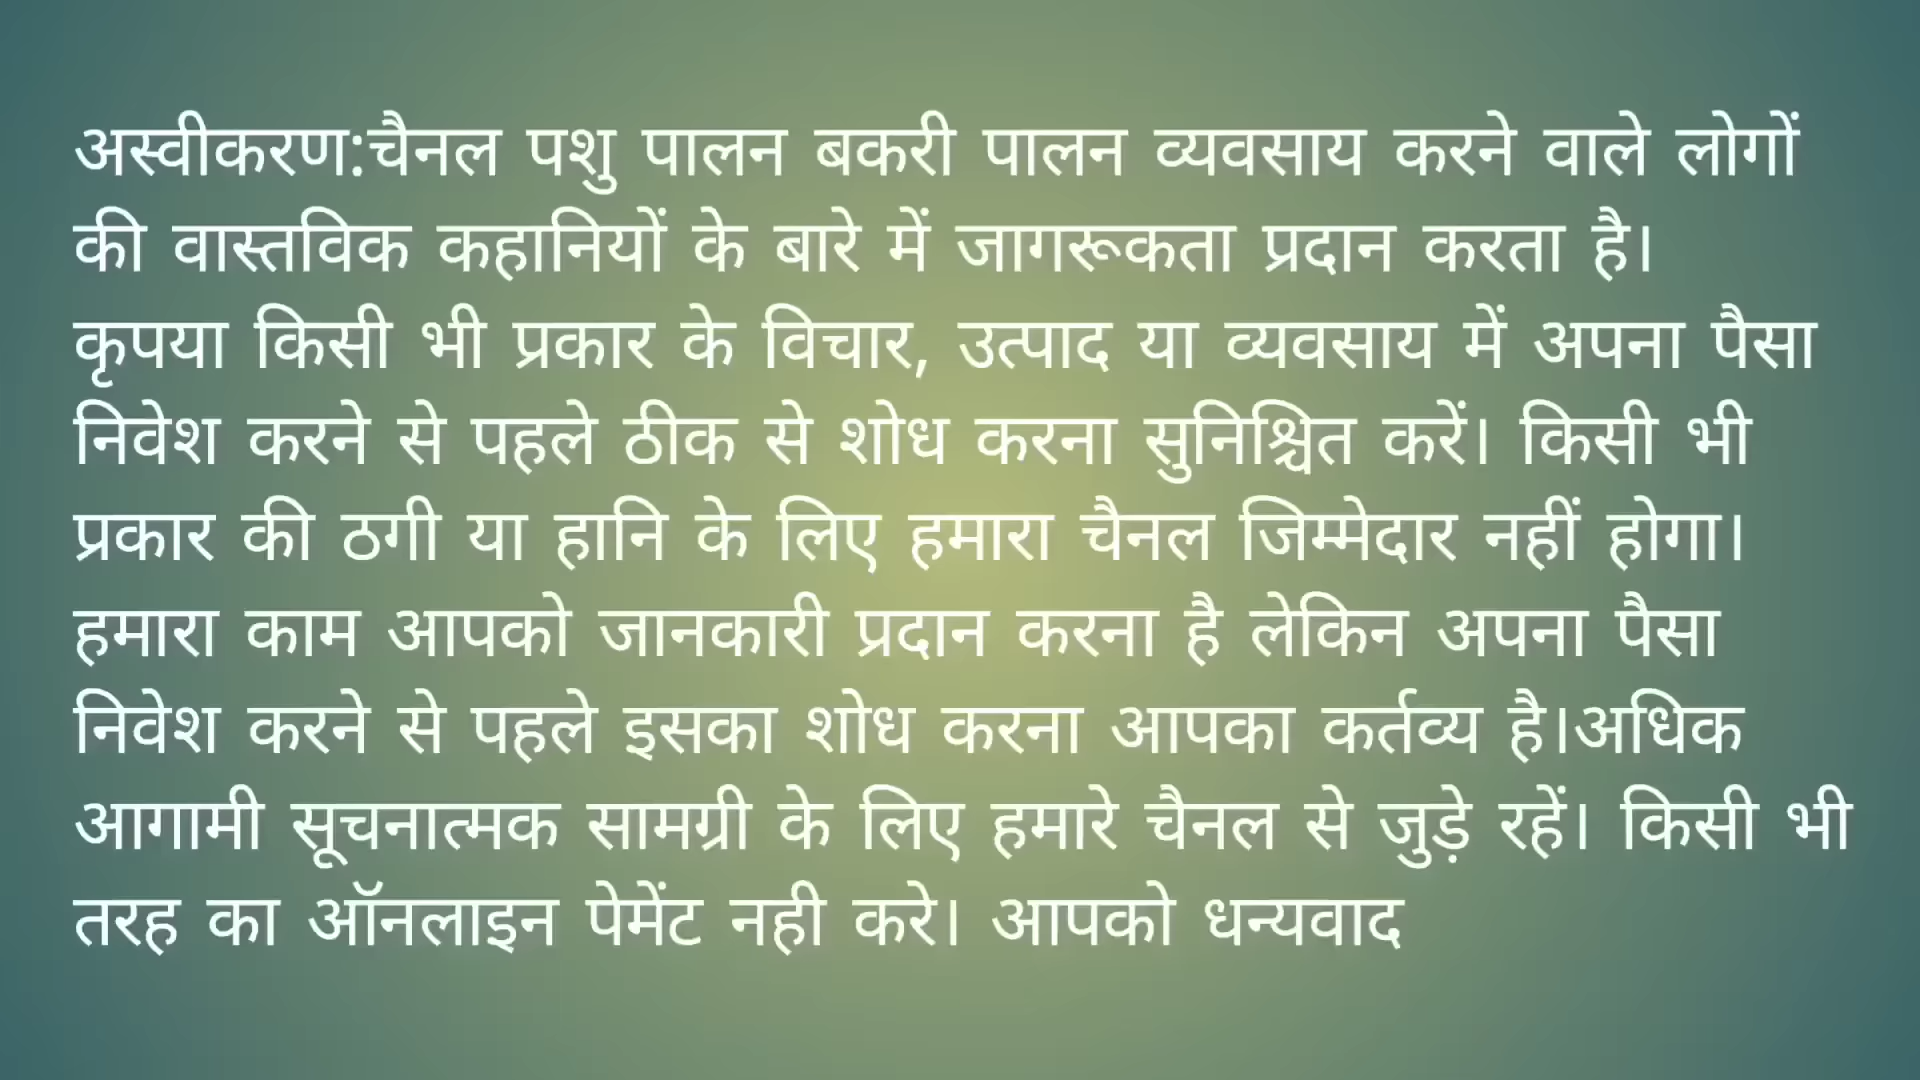 अस्वीकरण:चैनल पशु पालन बकरी पालन व्यवसाय करने वाले लोगों
की वास्तविक कहानियों के बारे में जागरूकता प्रदान करता है।
कृपया किसी भी प्रकार के विचार, उत्पाद या व्यवसाय में अपना पैसा
निवेश करने से पहले ठीक से शोध करना सुनिश्चित करें। किसी भी
प्रकार की ठगी या हानि के लिए हमारा चैनल जिम्मेदार नहीं होगा।
हमारा काम आपको जानकारी प्रदान करना है लेकिन अपना पैसा
निवेश करने से पहले इसका शोध करना आपका कर्तव्य है।अधिक
आगामी सूचनात्मक सामग्री के लिए हमारे चैनल से जुड़े रहें। किसी भी
तरह का ऑनलाइन पेमेंट नही करे। आपको धन्यवाद